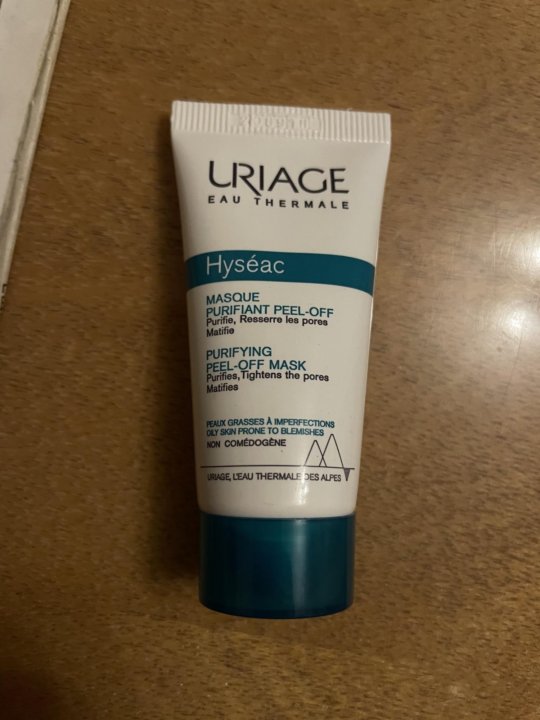 URIAGE
EAU THERMALE
Hyséac
MASQUE
PURIFIANT PEEL-OFF
Purifie, Resserre les pores
Matifie
PURIFYING
PEEL-OFF MASK
Purifies,Tightens the pores
Matifies
PEAUX GRASSES À IMPERFECTIONS
OILY SKIN PRONE TO BLEMISHES
NON COMÉDOGÈNE
URIAGE, L'EAU THERMALE DES ALPES